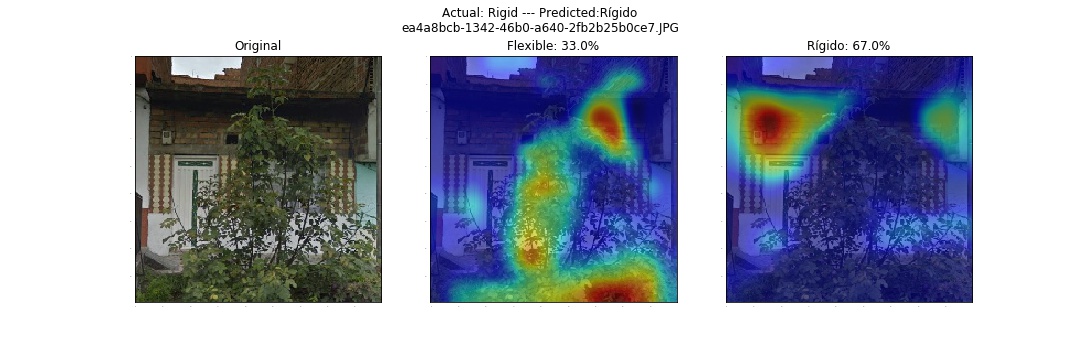 Actual: Rigid --- Predicted:Rígido
ea4a8bcb-1342-46b0-a640-2fb2b25b0ce7.JPG
Original
Flexible: 33.0%
Rígido: 67.0%